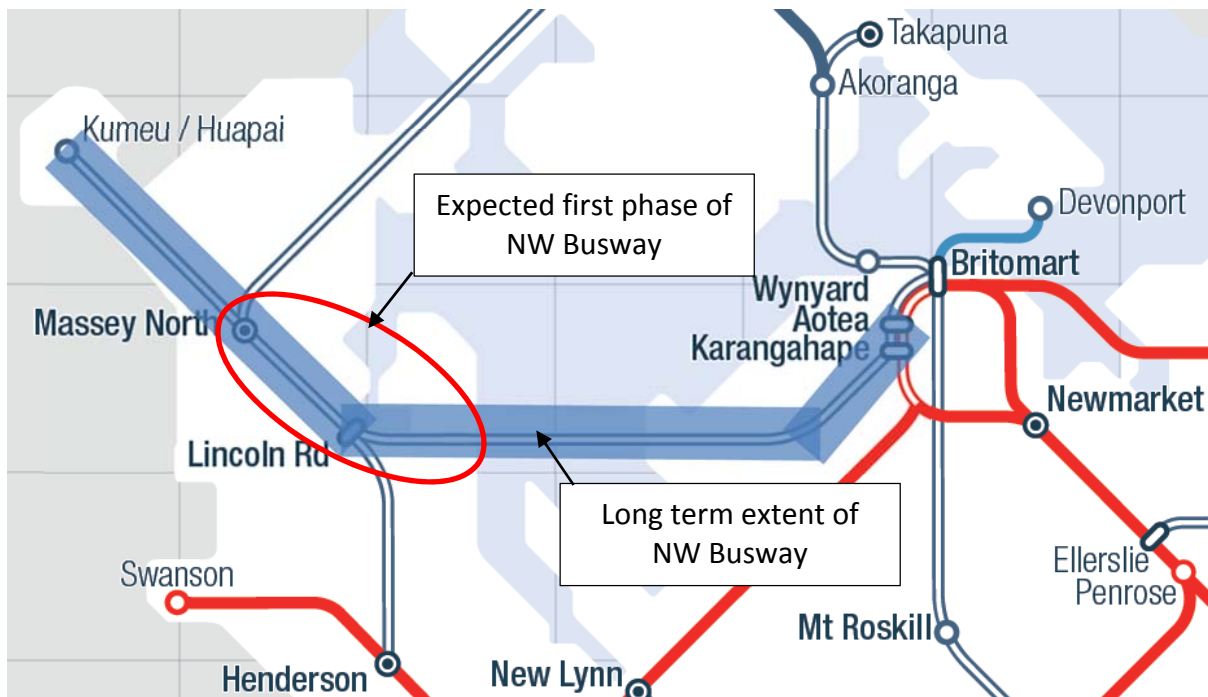 Takapuna
Akoranga
Kumeu / Huapai
Expected first phase of
NW Busway
Devonport
Britomart
Wynyard
Aotea
Karangahape
Massey North
Newmarket
Lincoln Rd
Long term extent of
NW Busway
Ellerslie
Penrose
Swanson
Mt Roskill
New Lynn
Henderson